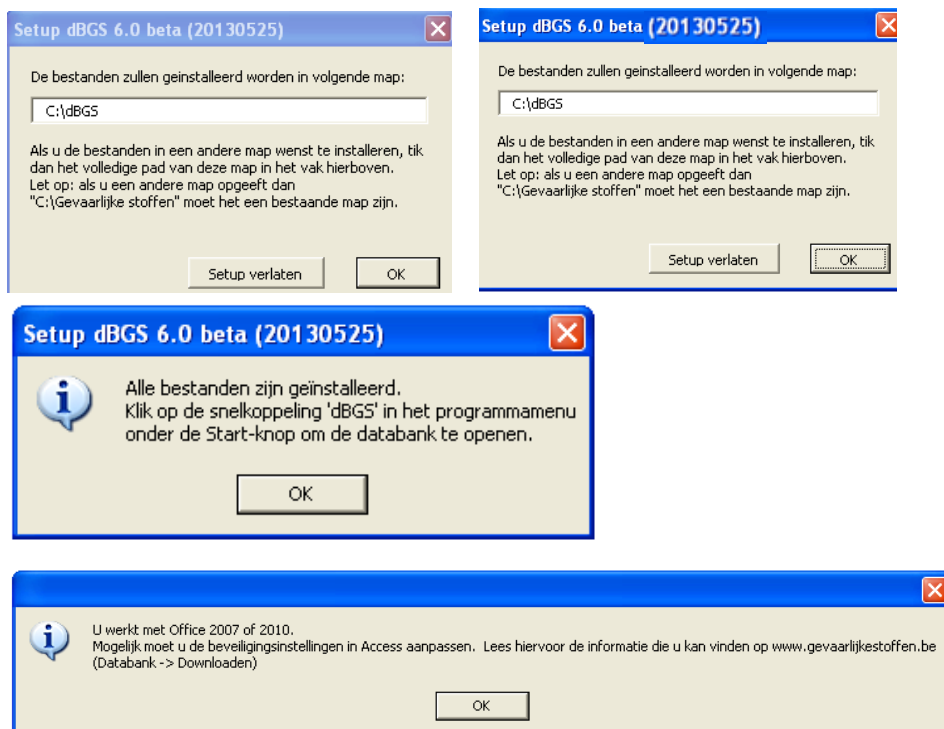 Setup dBGS 6.0 beta (20130525)
De bestanden zullen geinstalleerd worden in volgende map:
C:\dBGS
Als u de bestanden in een andere map wenst te installeren, tik
dan het volledige pad van deze map in het vak hierboven.
Let op: als u een andere map opgeeft dan
"C:\Gevaarlijke stoffen" moet het een bestaande map zijn.
Setup verlaten
OK
Setup dBGS 6.0 beta (20130525)
De bestanden zullen geinstalleerd worden in volgende map:
C:\dBGS
Als u de bestanden in een andere map wenst te installeren, tik
dan het volledige pad van deze map in het vak hierboven.
Let op: als u een andere map opgeeft dan
"C:\Gevaarlijke stoffen" moet het een bestaande map zijn.
Setup verlaten
OK
Setup dBGS 6.0 beta (20130525)
Alle bestanden zijn geïnstalleerd.
Klik op de snelkoppeling 'dBGS' in het programmamenu
onder de Start-knop om de databank te openen.
OK
U werkt met Office 2007 of 2010.
Mogelijk moet u de beveiligingsinstellingen in Access aanpassen. Lees hiervoor de informatie die u kan vinden op www.gevaarlijkestoffen.be
(Databank -> Downloaden)
OK